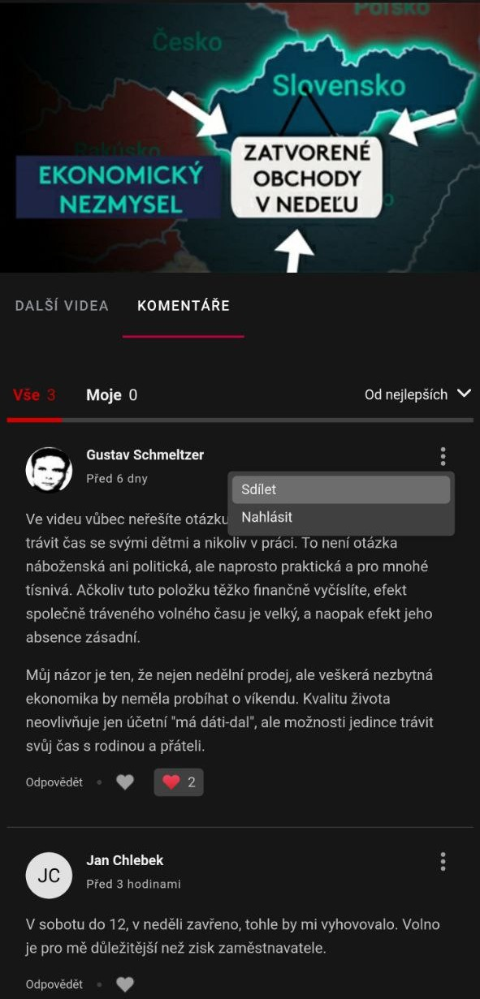 Poľsko
Česko
Slovensko
Rakúsko
ZATVORENÉ
OBCHODY
V NEDEĽU
EKONOMICKÝ
NEZMYSEL
DALŠÍ VIDEA KOMENTÁŘE
Vše 3 Moje 0 Od nejlepších
Gustav Schmeltzer
Před 6 dny
Sdílet
Nahlásit
Ve videu vůbec neřešíte otázku
trávit čas se svými dětmi a nikoliv v práci. To není otázka
náboženská ani politická, ale naprosto praktická a pro mnohé
tísnivá. Ačkoliv tuto položku těžko finančně vyčíslíte, efekt
společně tráveného volného času je velký, a naopak efekt jeho
absence zásadní.
Můj názor je ten, že nejen nedělní prodej, ale veškerá nezbytná
ekonomika by neměla probíhat o víkendu. Kvalitu života
neovlivňuje jen účetní "má dáti-dal", ale možnosti jedince trávit
svůj čas s rodinou a přáteli.
Odpovědět 2
JC
Jan Chlebek
Před 3 hodinami
V sobotu do 12, v neděli zavřeno, tohle by mi vyhovovalo. Volno
je pro mě důležitější než zisk zaměstnavatele.
Odpovědět